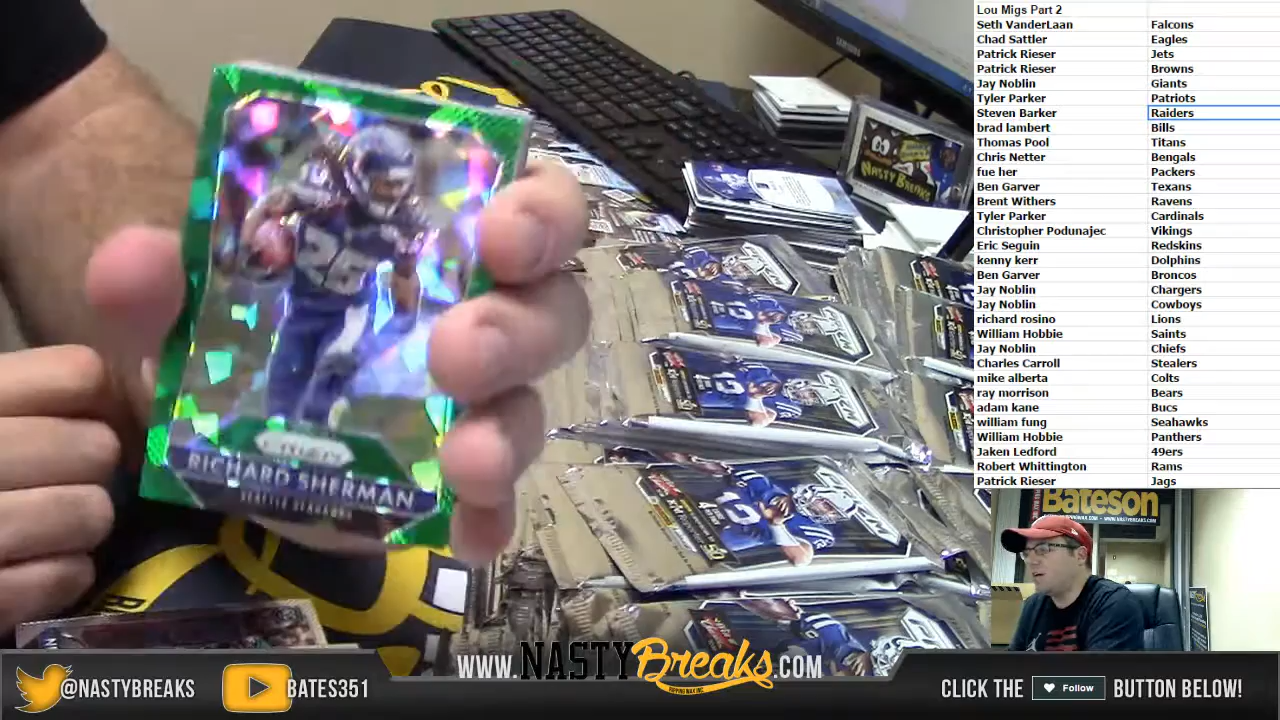 Lou Migs Part 2
Seth VanderLaan Falcons
Chad Sattler Eagles
Patrick Rieser Jets
Patrick Rieser Browns
Jay Noblin Giants
Tyler Parker Patriots
Steven Barker Raiders
brad lambert Bills
Thomas Pool Titans
Chris Netter Bengals
fue her Packers
Ben Garver Texans
Brent Withers Ravens
Tyler Parker Cardinals
Christopher Podunajec Vikings
Eric Seguin Redskins
kenny kerr Dolphins
Ben Garver Broncos
Jay Noblin Chargers
Jay Noblin Cowboys
richard rosino Lions
William Hobbie Saints
Jay Noblin Chiefs
Charles Carroll Stealers
mike alberta Colts
ray morrison Bears
adam kane Bucs
william fung Seahawks
William Hobbie Panthers
Jaken Ledford 49ers
Robert Whittington Rams
Patrick Rieser Jags
SAMSUNG
NASTY BREAKS
25
PRIZM
RICHARD SHERMAN
Bateson
@NASTYBREAKS
BATES351
WWW.NASTYBreaks.COM
CLICK THE Follow BUTTON BELOW!